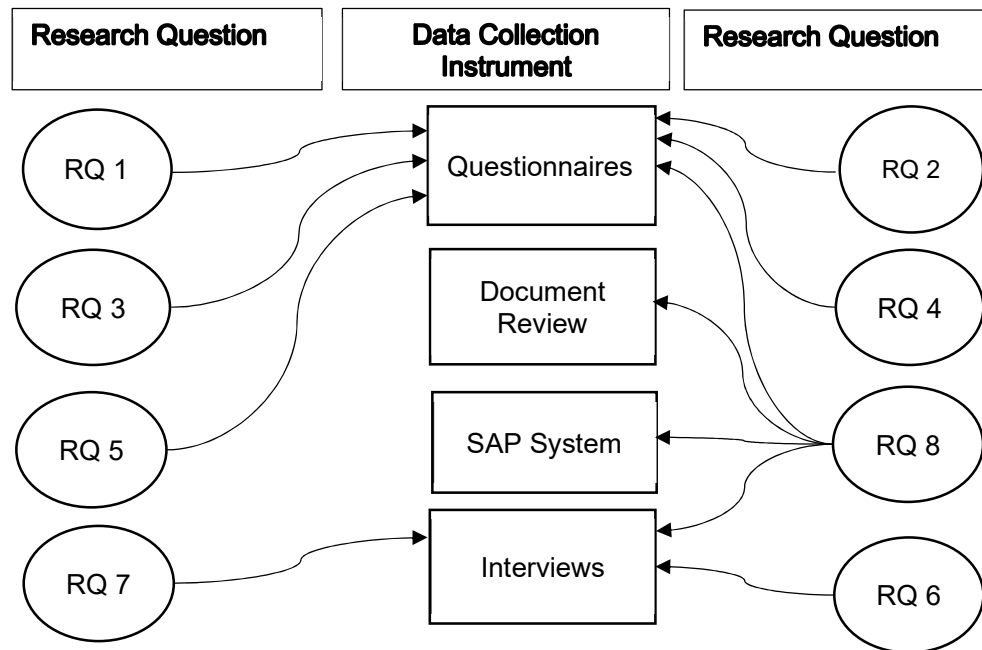 Research Question
Data Collection
Instrument
Research Question
RQ 1
Questionnaires
RQ 2
RQ 3
Document
Review
RQ 4
RQ 5
SAP System
RQ 8
RQ 7
Interviews
RQ 6